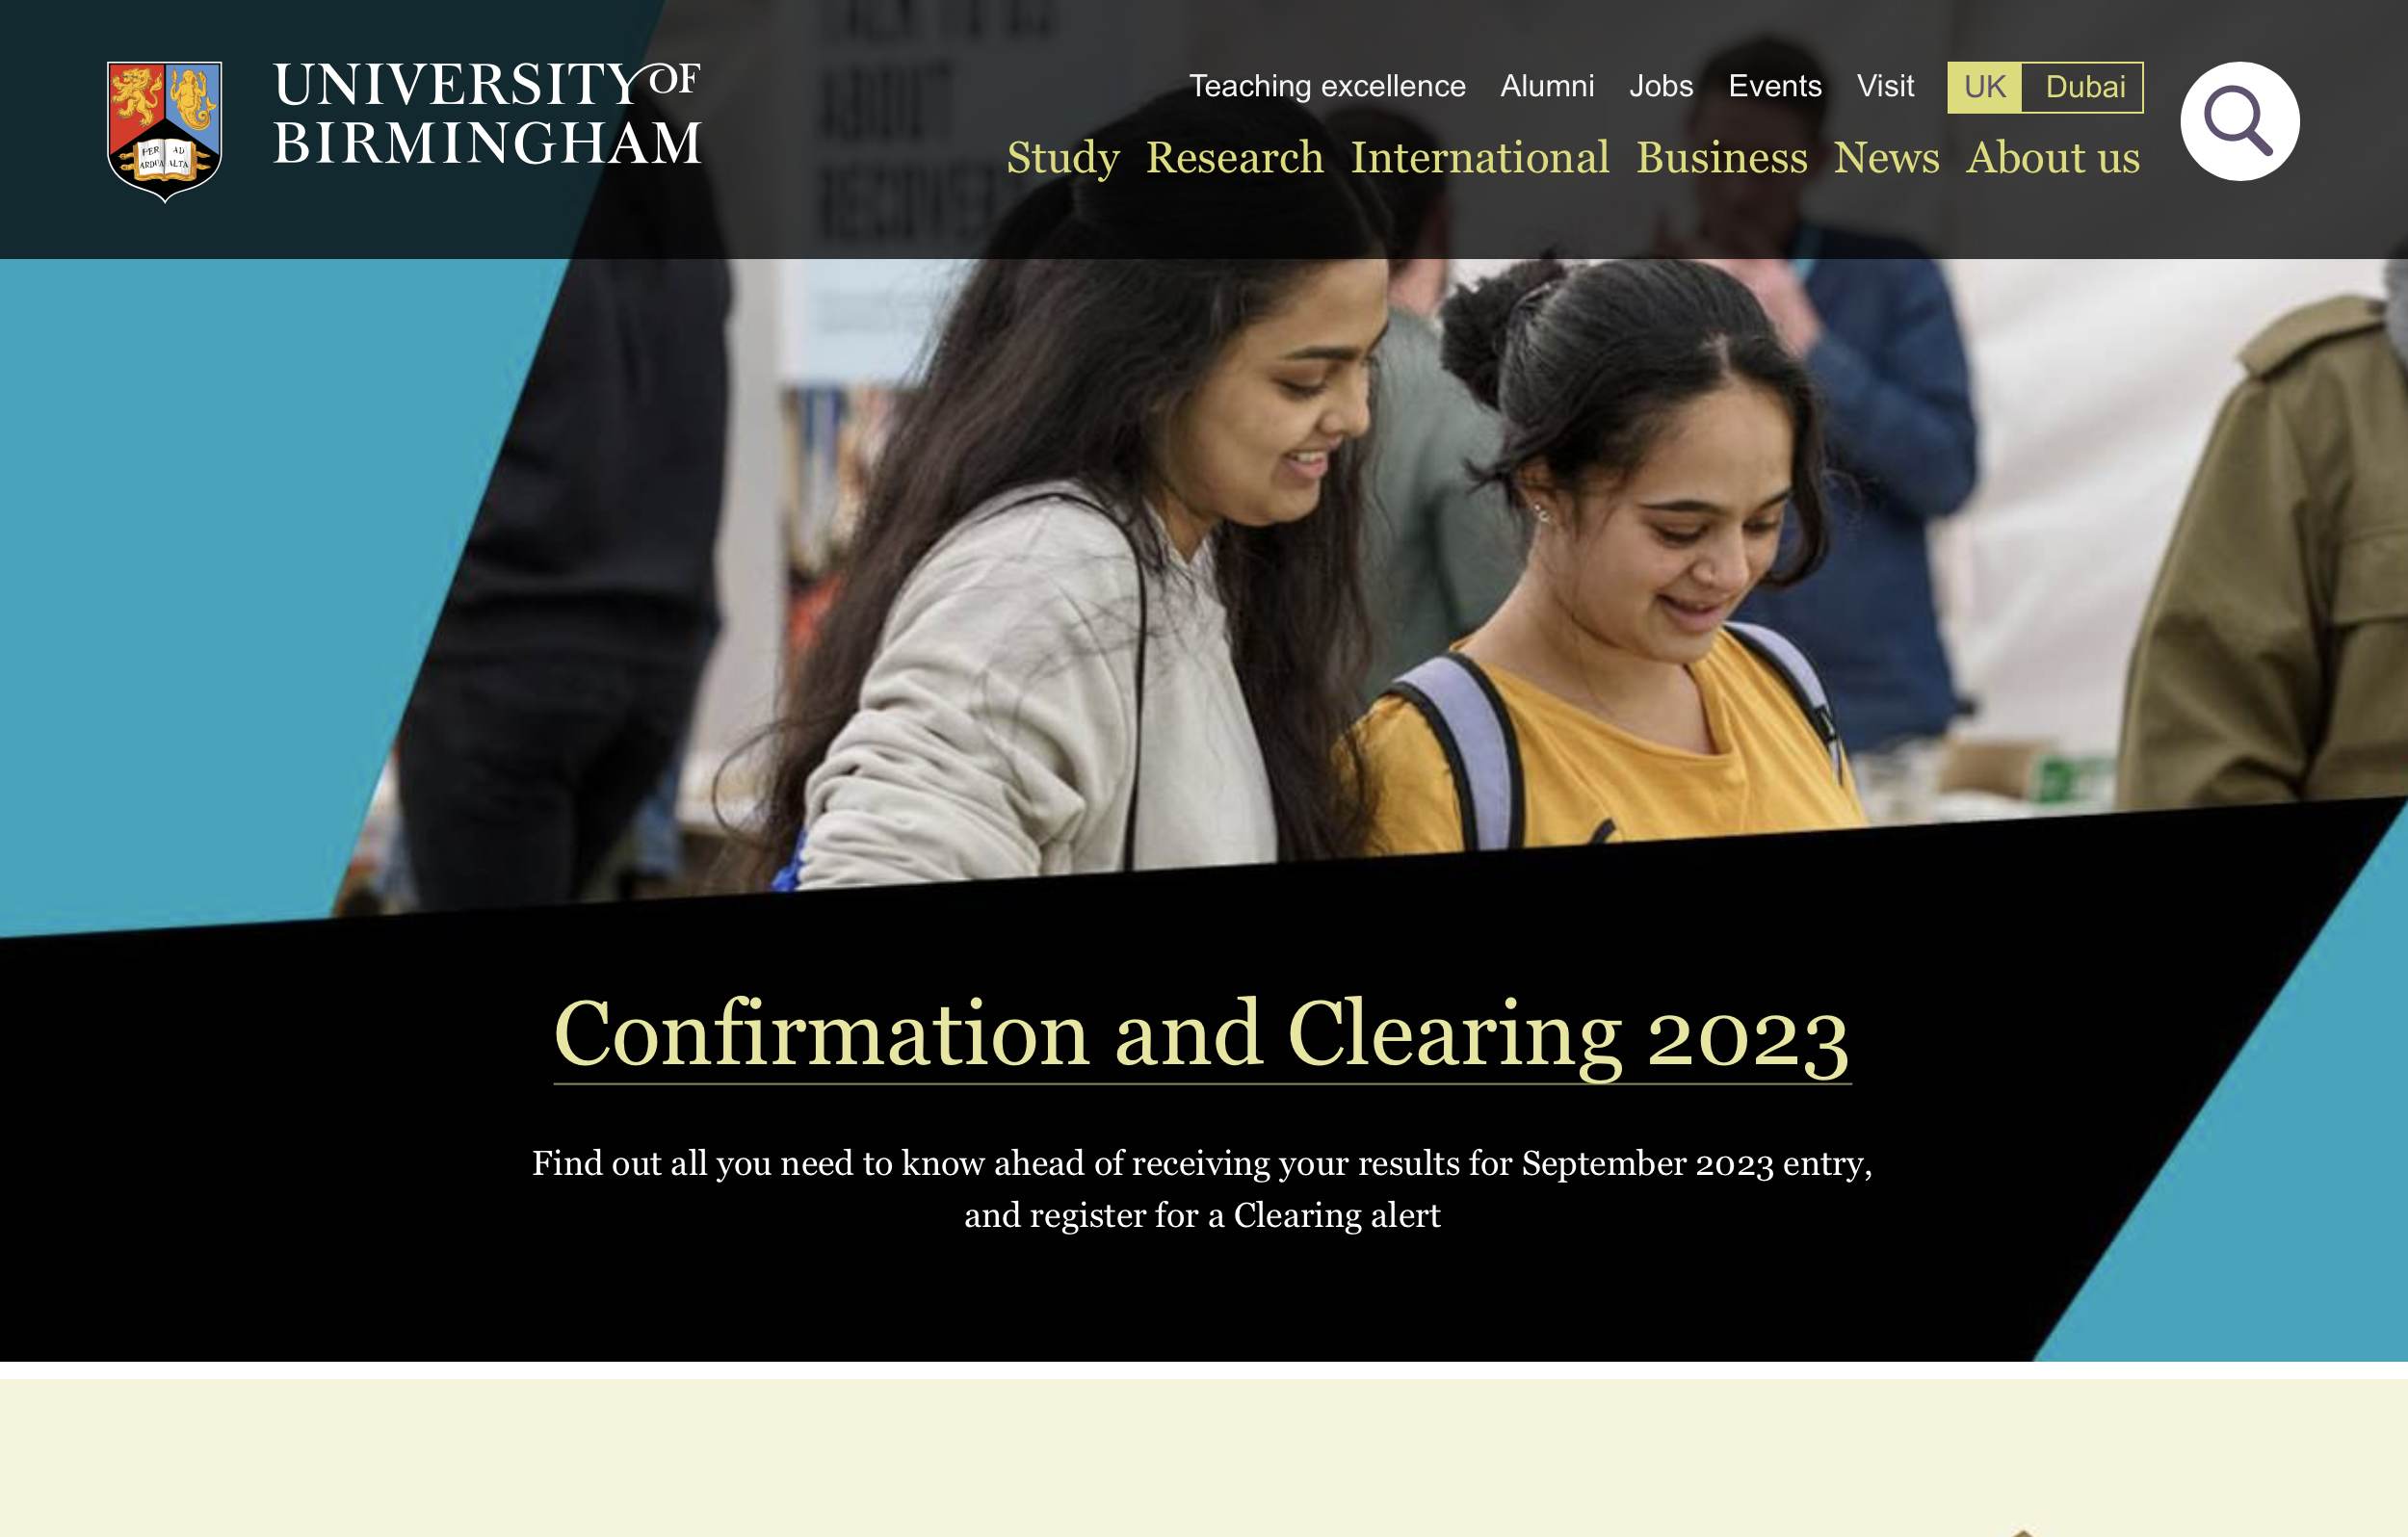 UNIVERSITY OF
BIRMINGHAM
PER AD
ARDUA ALTA
Teaching excellence Alumni Jobs Events Visit UK Dubai
Study Research International Business News About us
ABOUT
Confirmation and Clearing 2023
Find out all you need to know ahead of receiving your results for September 2023 entry,
and register for a Clearing alert